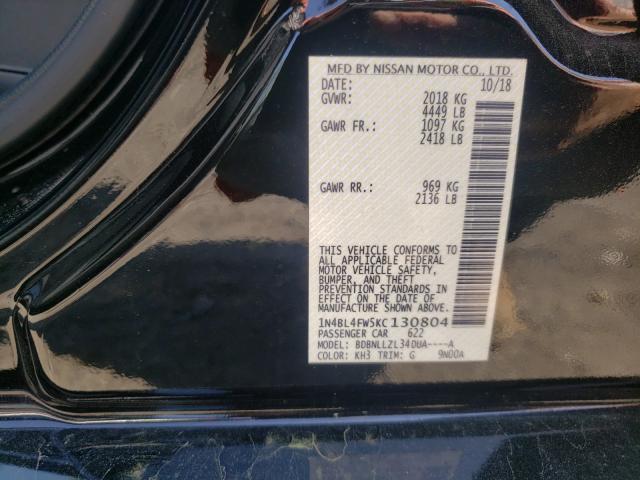 MFD BY NISSAN MOTOR CO., LTD.
DATE: 10/18
GVWR: 2018 KG
4449 LB
GAWR FR.: 1097 KG
2418 LB
GAWR RR.: 969 KG
2136 LB
THIS VEHICLE CONFORMS TO
ALL APPLICABLE FEDERAL
MOTOR VEHICLE SAFETY,
BUMPER, AND THEFT
PREVENTION STANDARDS IN
EFFECT ON THE DATE OF
MANUFACTURE SHOWN ABOVE.
1N4BL4FW5KC130804
PASSENGER CAR 622
MODEL: BDBNLLZL34DUA----A
COLOR: KH3 TRIM: G 9N00A